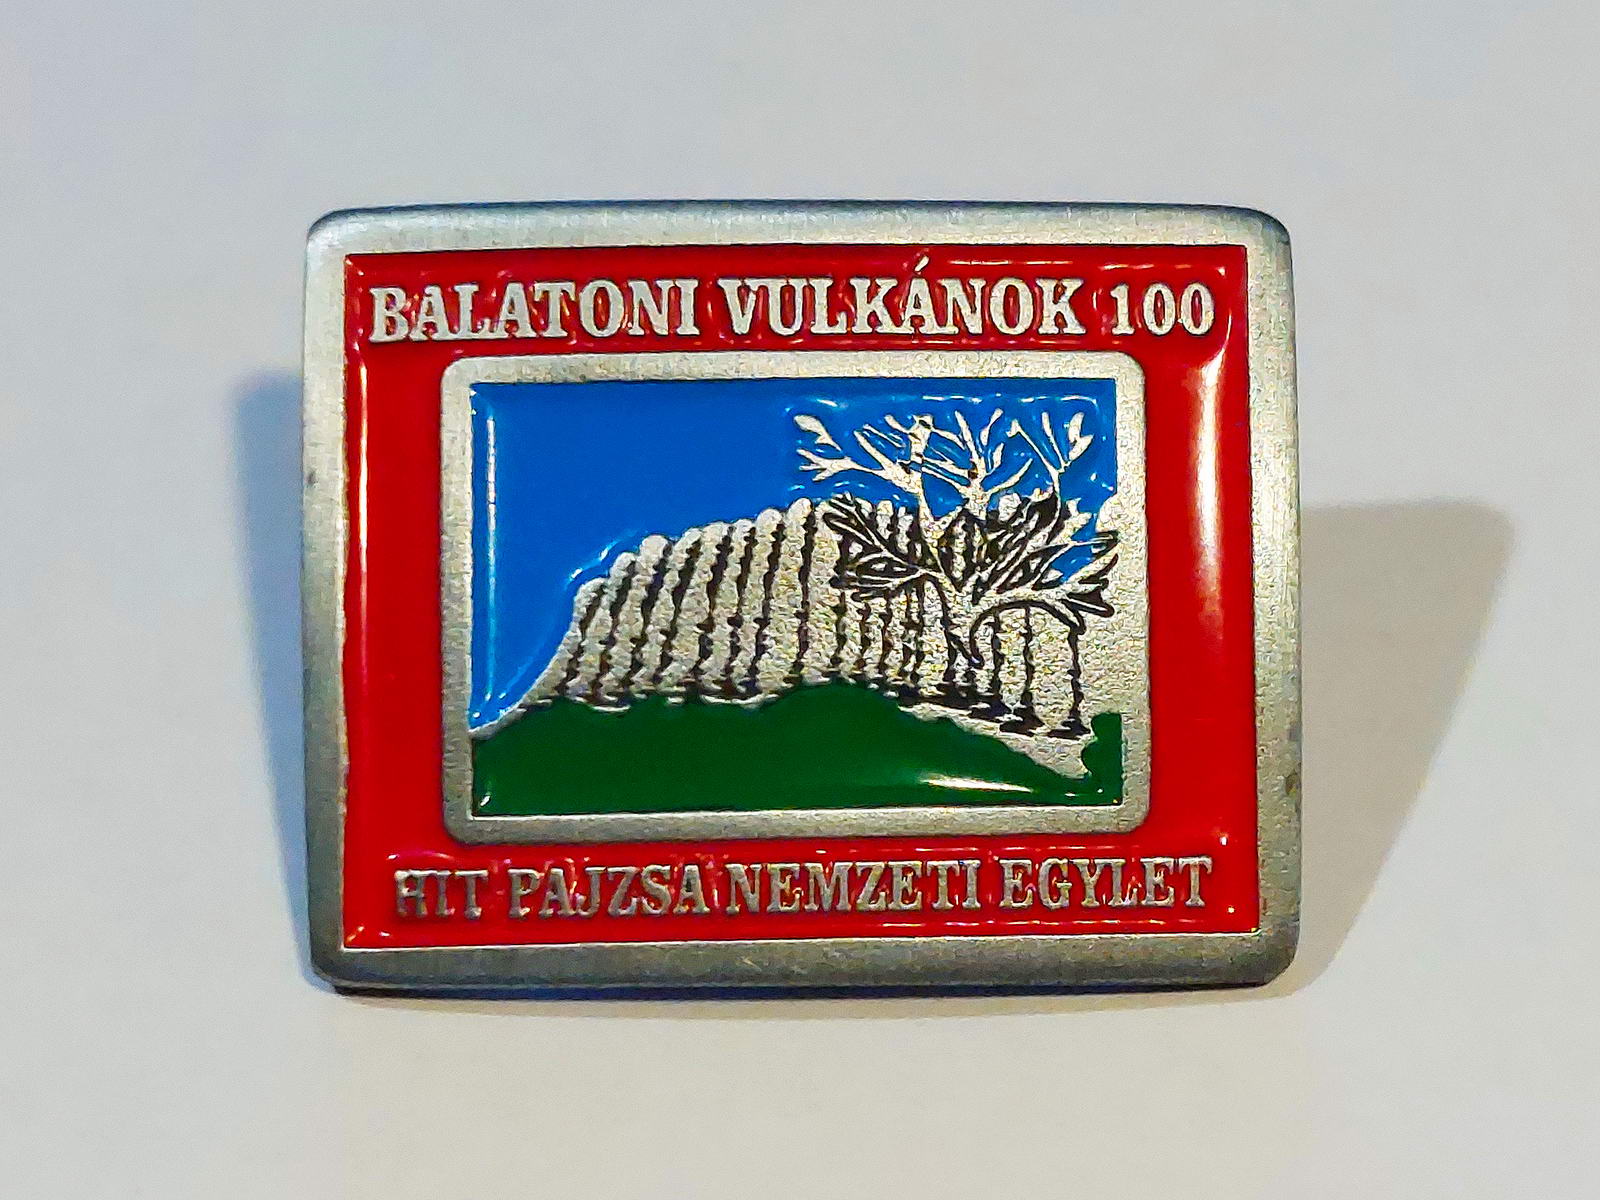 BALATONI VULKÁNOK 100
HIT PAJZSA NEMZETI EGYLET